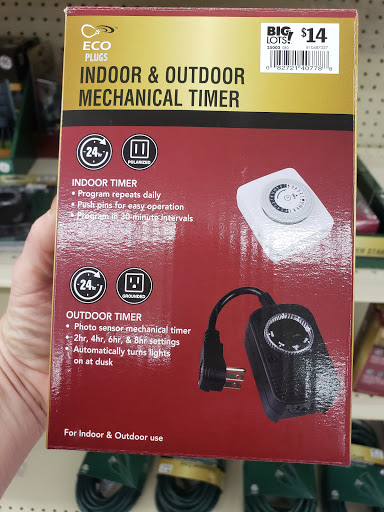 ECO
PLUGS
BIG
LOTS!
$14
INDOOR & OUTDOOR
MECHANICAL TIMER
24hr
POLARIZED
INDOOR TIMER
• Program repeats daily
• Push pins for easy operation
• Program in 30-minute intervals
24hr
GROUNDED
OUTDOOR TIMER
• Photo sensor mechanical timer
• 2hr, 4hr, 6hr, & 8hr settings
• Automatically turns lights
on at dusk
For Indoor & Outdoor use